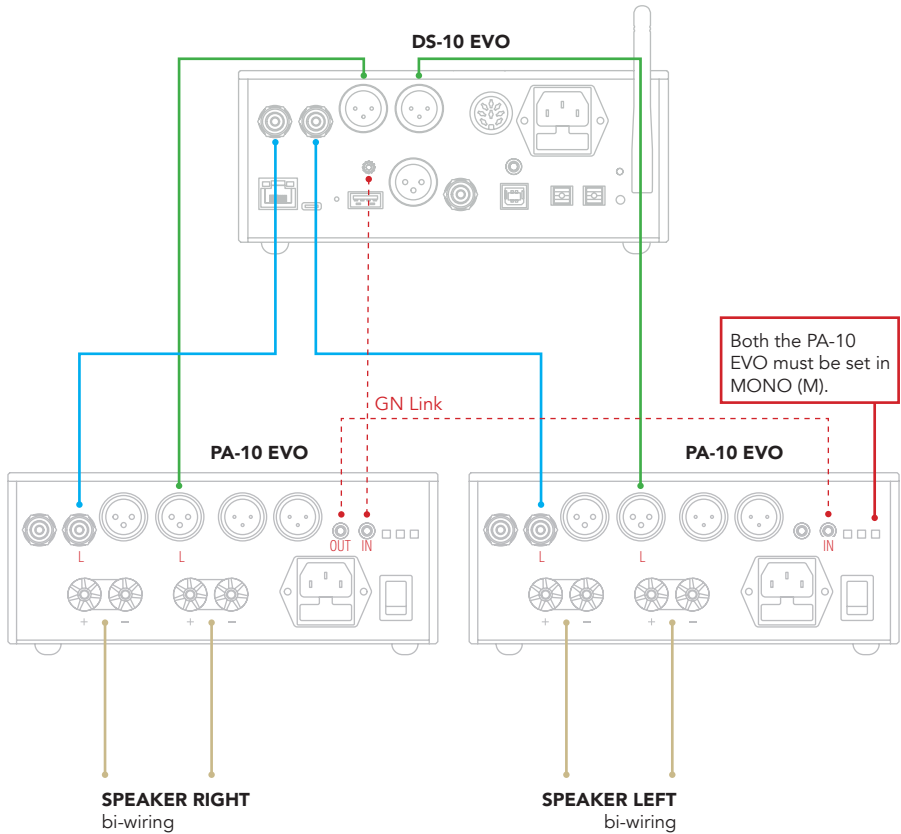 DS-10 EVO
Both the PA-10
EVO must be set in
MONO (M).
GN Link
PA-10 EVO
PA-10 EVO
L
L
OUT IN
L
L
IN
+ − + −
+ − + −
SPEAKER RIGHT
bi-wiring
SPEAKER LEFT
bi-wiring